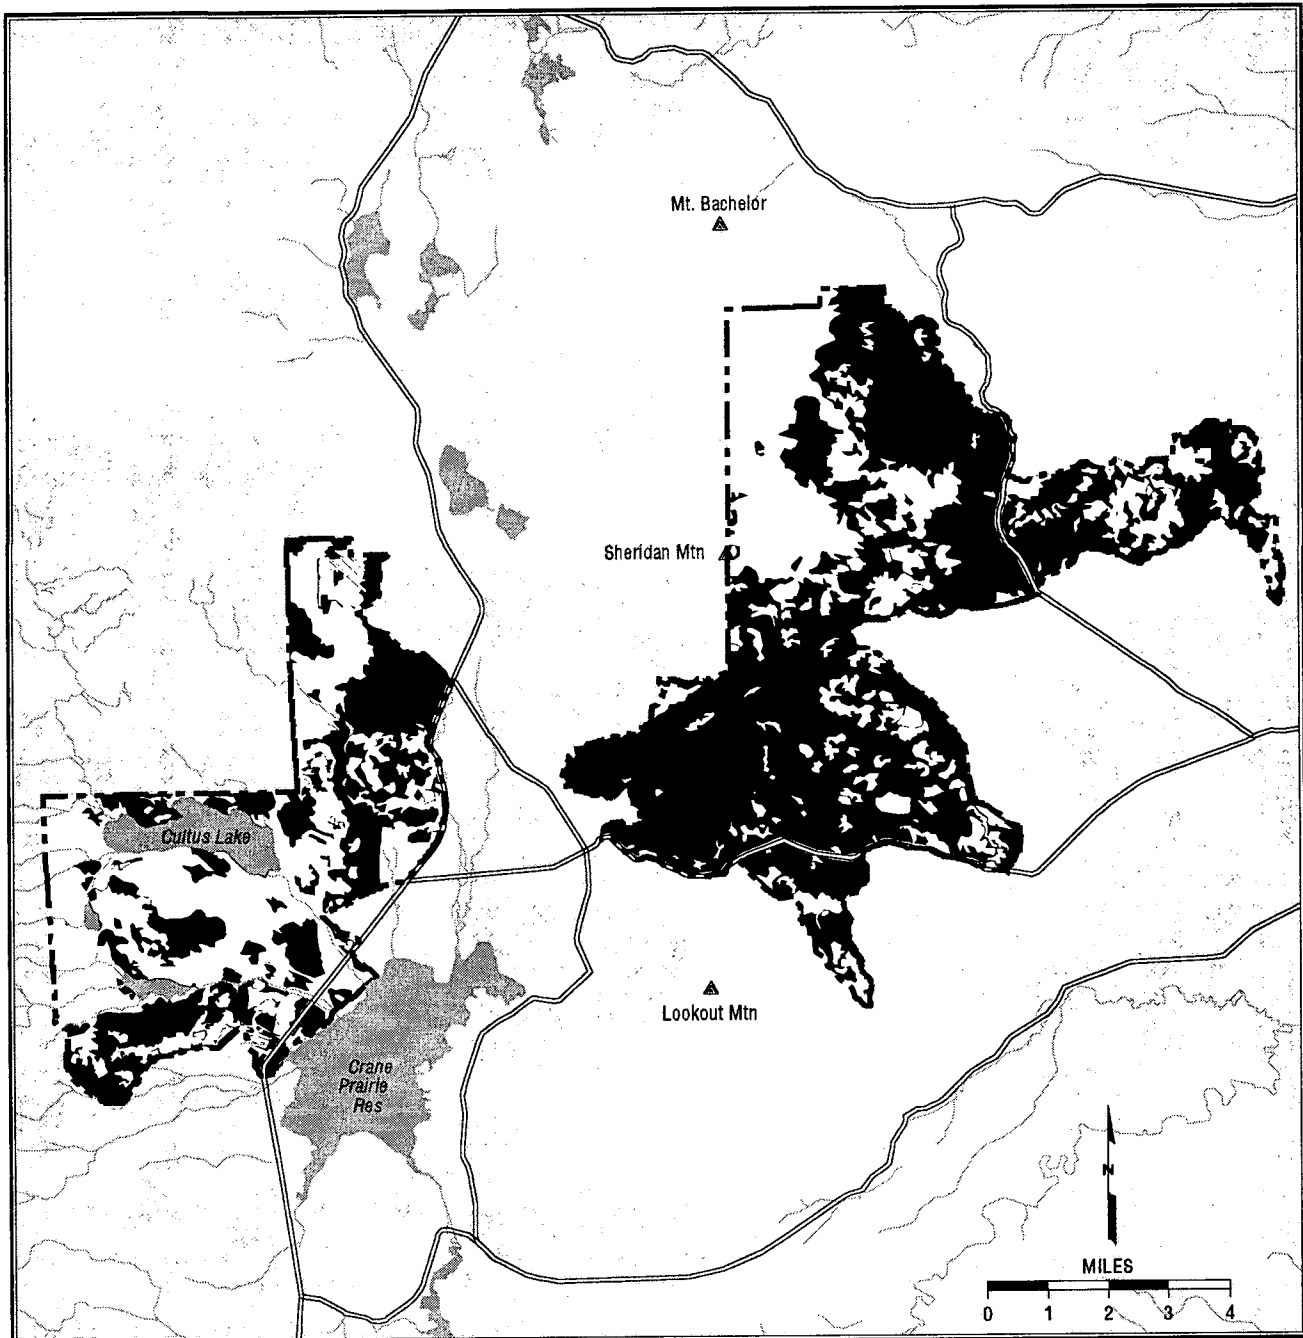 Mt. Bachelor
Sheridan Mtn
Cultus Lake
Lookout Mtn
Crane
Prairie
Res
N
MILES
0 1 2 3 4